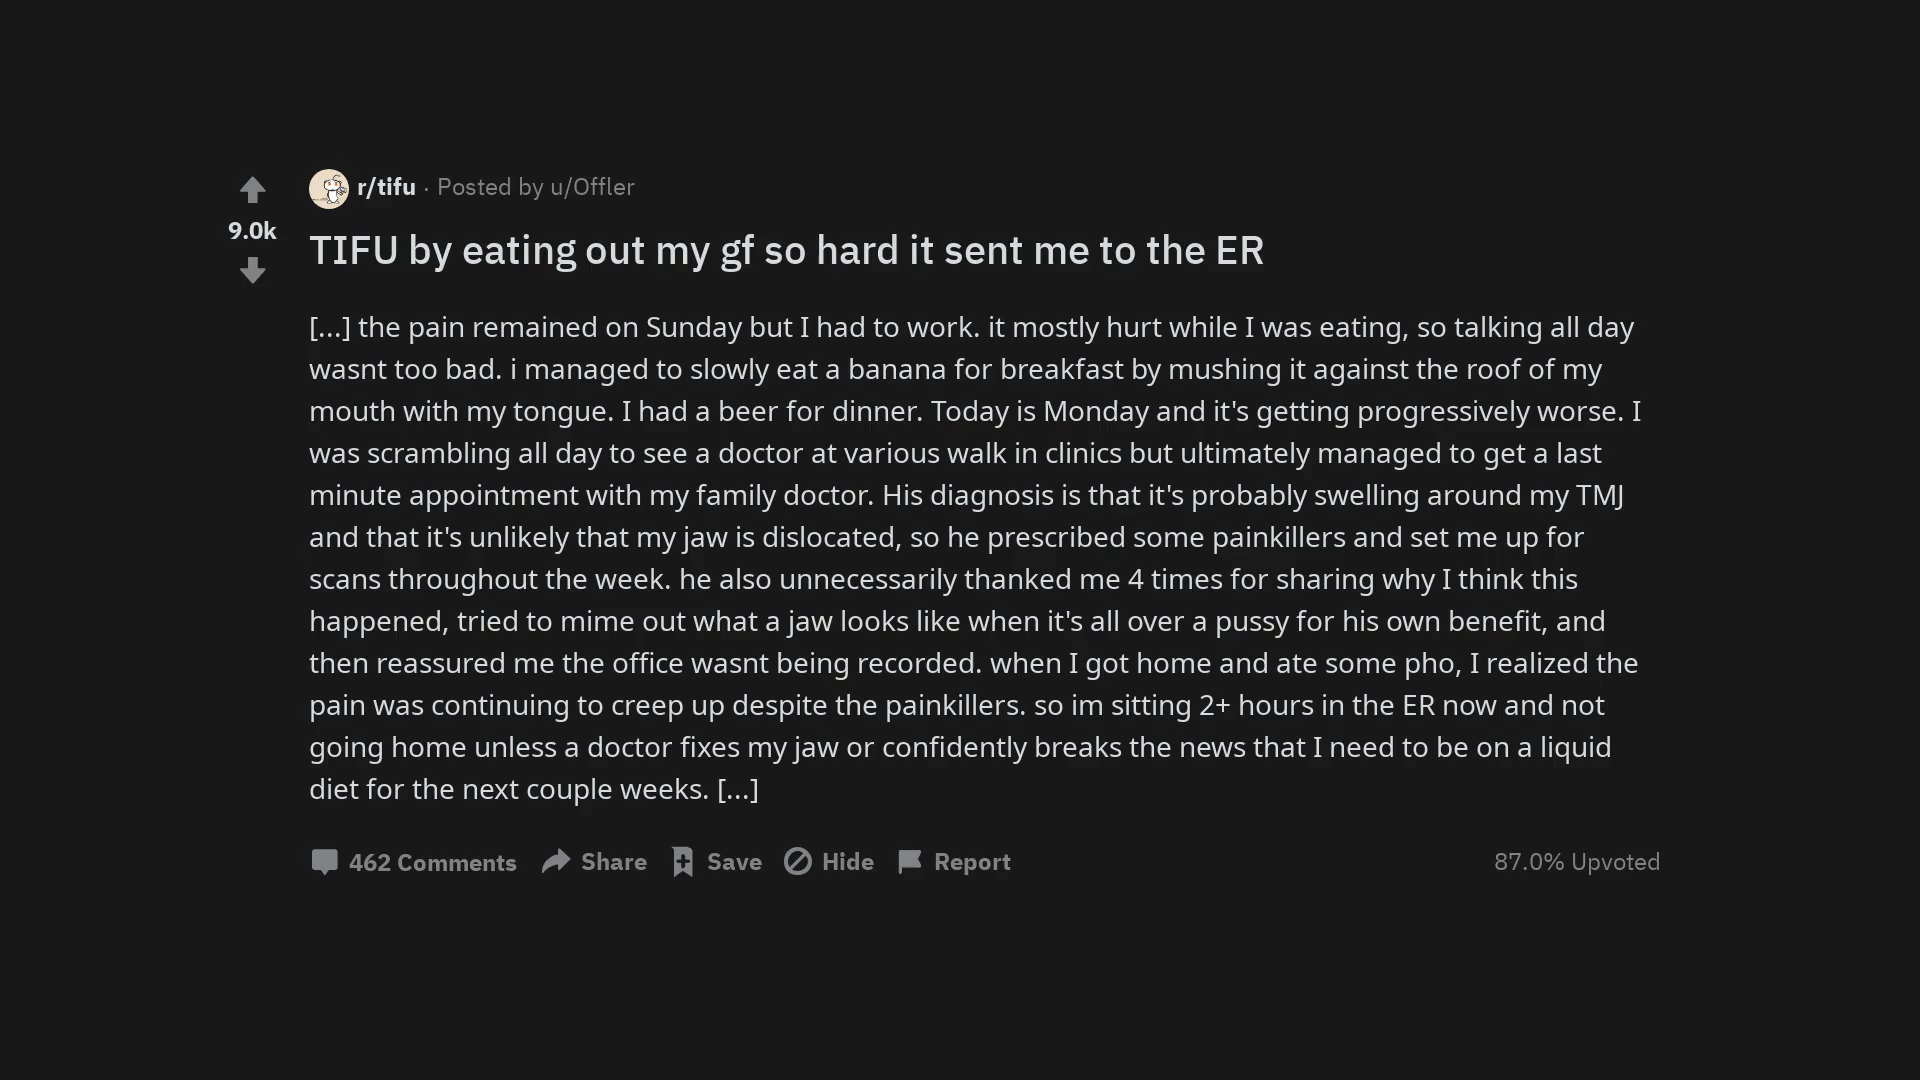 r/tifu · Posted by u/Offler
9.0k
TIFU by eating out my gf so hard it sent me to the ER
[...] the pain remained on Sunday but I had to work. it mostly hurt while I was eating, so talking all day
wasnt too bad. i managed to slowly eat a banana for breakfast by mushing it against the roof of my
mouth with my tongue. I had a beer for dinner. Today is Monday and it's getting progressively worse. I
was scrambling all day to see a doctor at various walk in clinics but ultimately managed to get a last
minute appointment with my family doctor. His diagnosis is that it's probably swelling around my TMJ
and that it's unlikely that my jaw is dislocated, so he prescribed some painkillers and set me up for
scans throughout the week. he also unnecessarily thanked me 4 times for sharing why I think this
happened, tried to mime out what a jaw looks like when it's all over a pussy for his own benefit, and
then reassured me the office wasnt being recorded. when I got home and ate some pho, I realized the
pain was continuing to creep up despite the painkillers. so im sitting 2+ hours in the ER now and not
going home unless a doctor fixes my jaw or confidently breaks the news that I need to be on a liquid
diet for the next couple weeks. [...]
462 Comments Share Save Hide Report 87.0% Upvoted